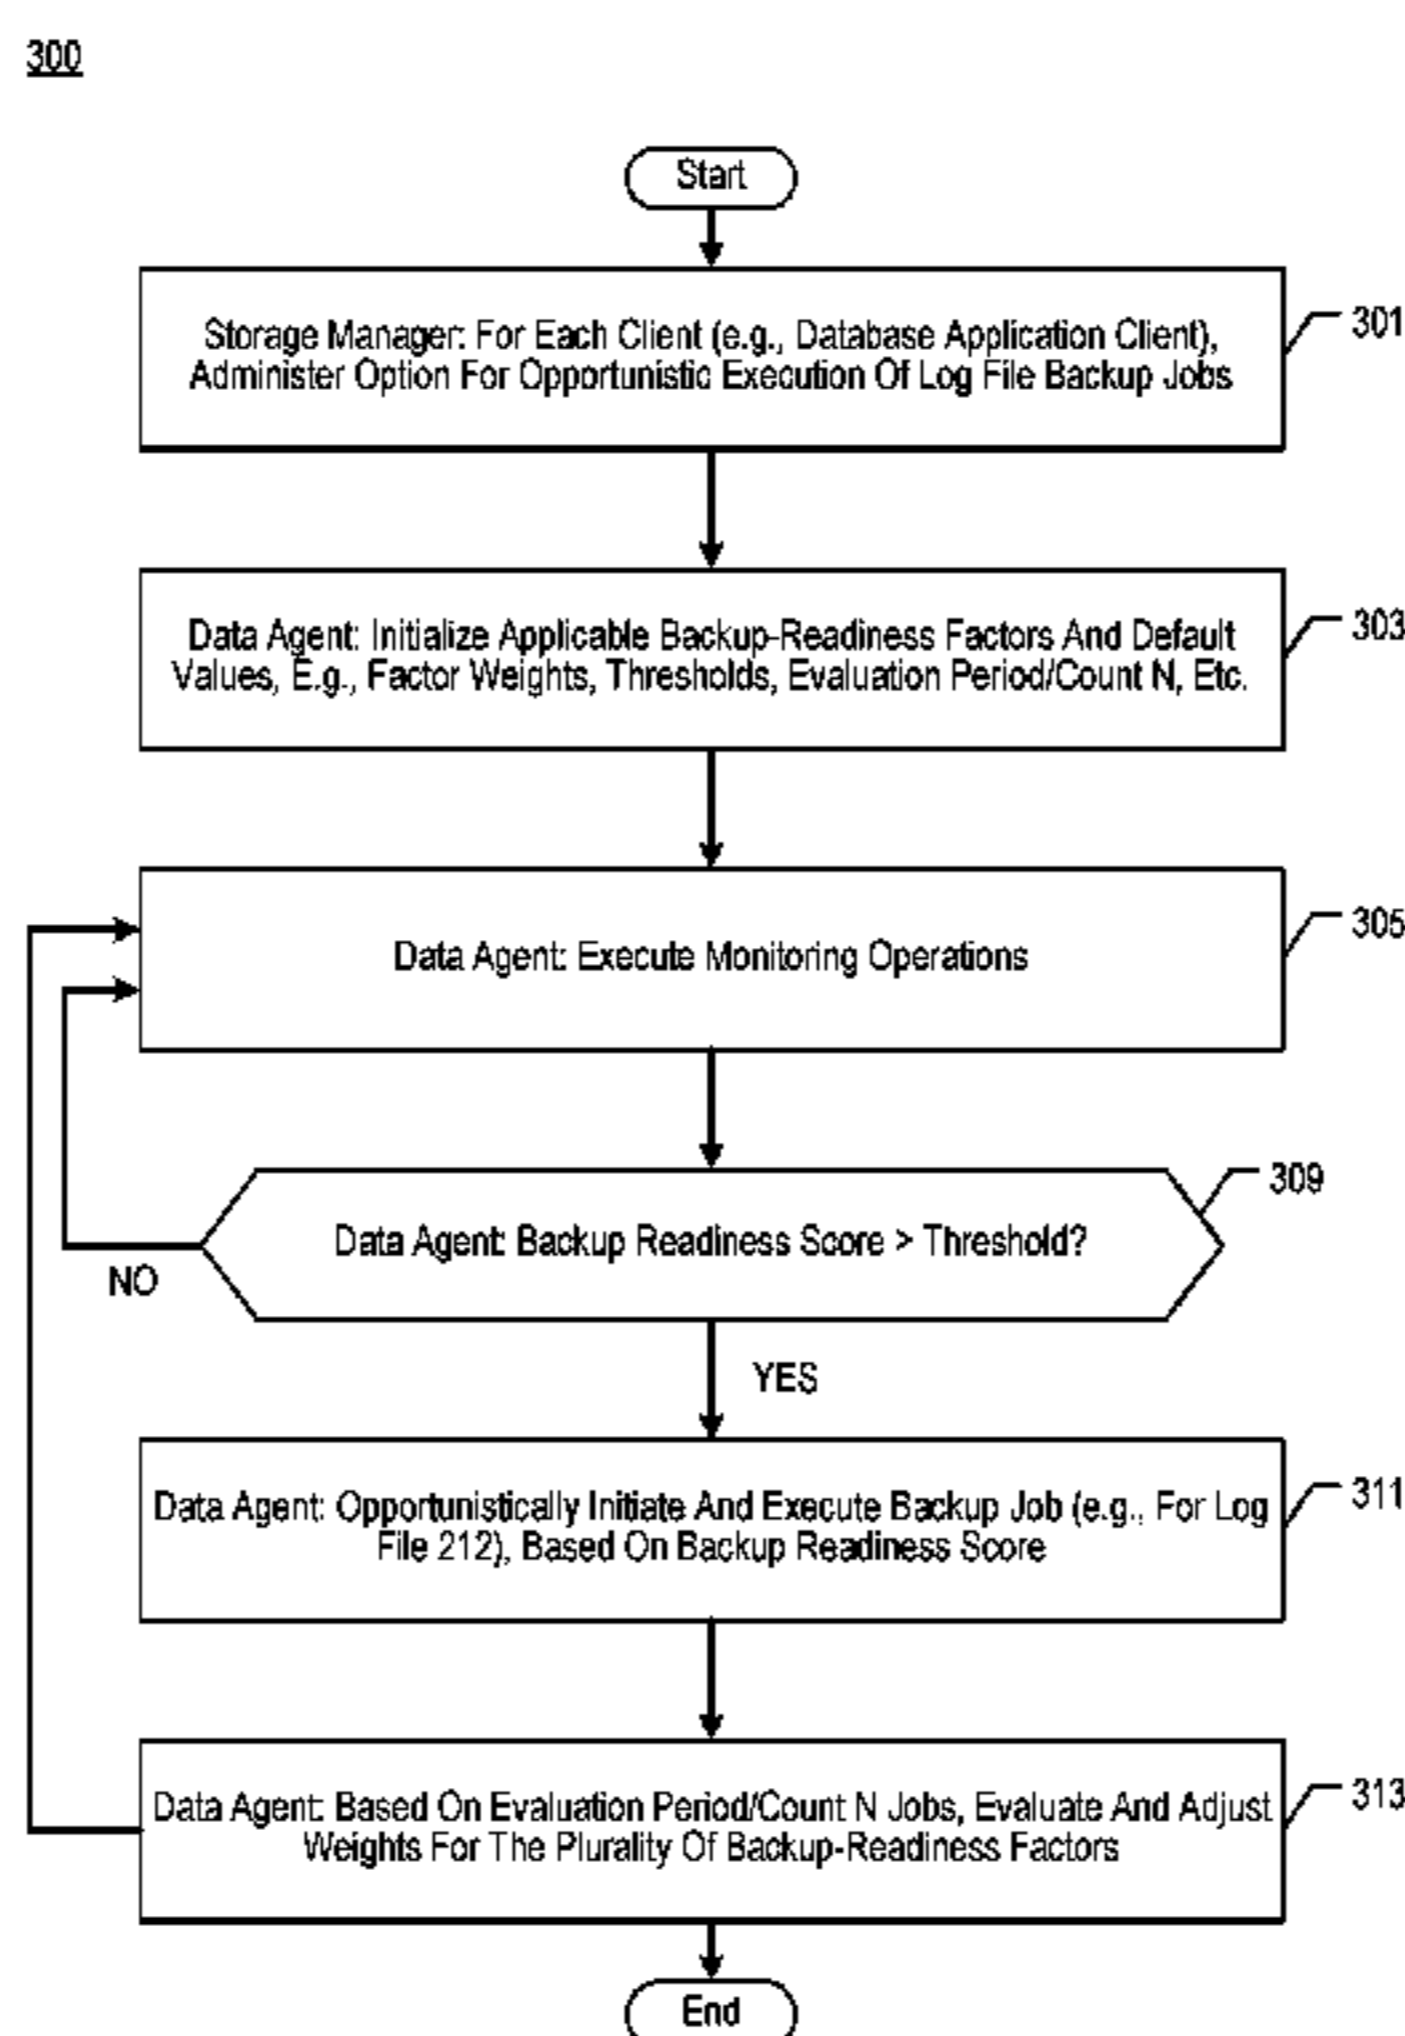 300
Start
Storage Manager: For Each Client (e.g., Database Application Client),
Administer Option For Opportunistic Execution Of Log File Backup Jobs
301
Data Agent: Initialize Applicable Backup-Readiness Factors And Default
Values, E.g., Factor Weights, Thresholds, Evaluation Period/Count N, Etc.
303
Data Agent: Execute Monitoring Operations
305
Data Agent: Backup Readiness Score > Threshold?
309
NO
YES
Data Agent: Opportunistically Initiate And Execute Backup Job (e.g., For Log
File 212), Based On Backup Readiness Score
311
Data Agent: Based On Evaluation Period/Count N Jobs, Evaluate And Adjust
Weights For The Plurality Of Backup-Readiness Factors
313
End